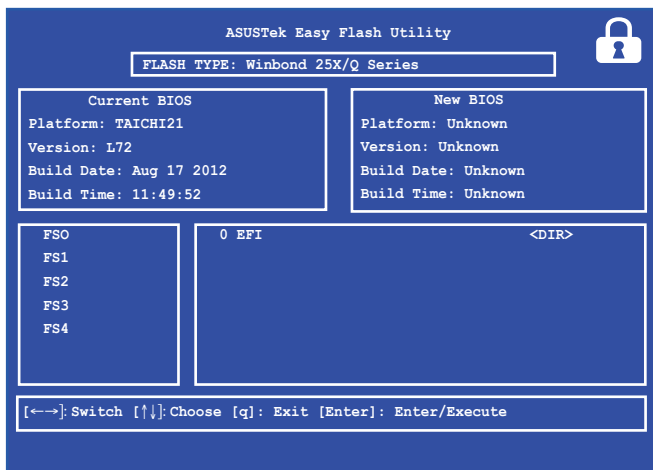 ASUSTek Easy Flash Utility
FLASH TYPE: Winbond 25X/Q Series
Current BIOS
Platform: TAICHI21
Version: L72
Build Date: Aug 17 2012
Build Time: 11:49:52
New BIOS
Platform: Unknown
Version: Unknown
Build Date: Unknown
Build Time: Unknown
FSO
FS1
FS2
FS3
FS4
0 EFI <DIR>
[←→]: Switch [↑↓]: Choose [q]: Exit [Enter]: Enter/Execute